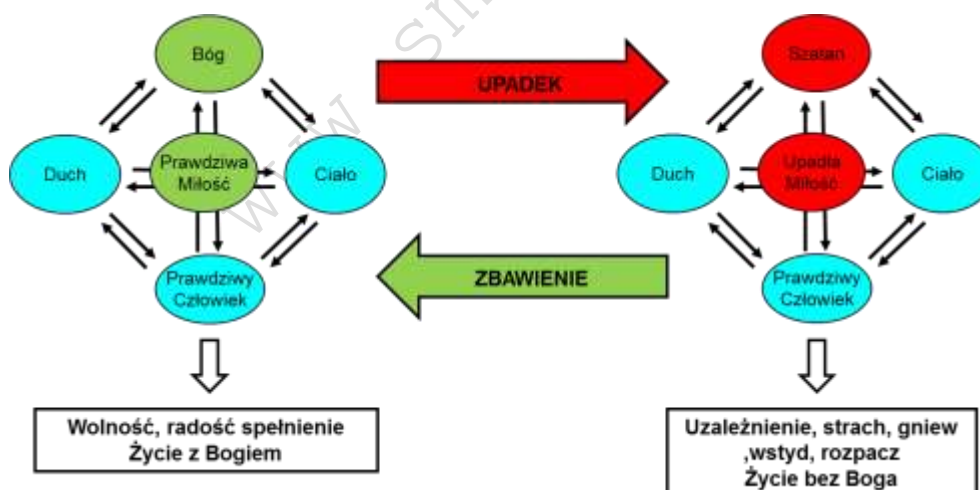 Bóg
Duch
Prawdziwa
Miłość
Ciało
Prawdziwy
Człowiek
Wolność, radość spełnienie
Życie z Bogiem
UPADEK
ZBAWIENIE
Szatan
Duch
Upadła
Miłość
Ciało
Prawdziwy
Człowiek
Uzależnienie, strach, gniew
,wstyd, rozpacz
Życie bez Boga